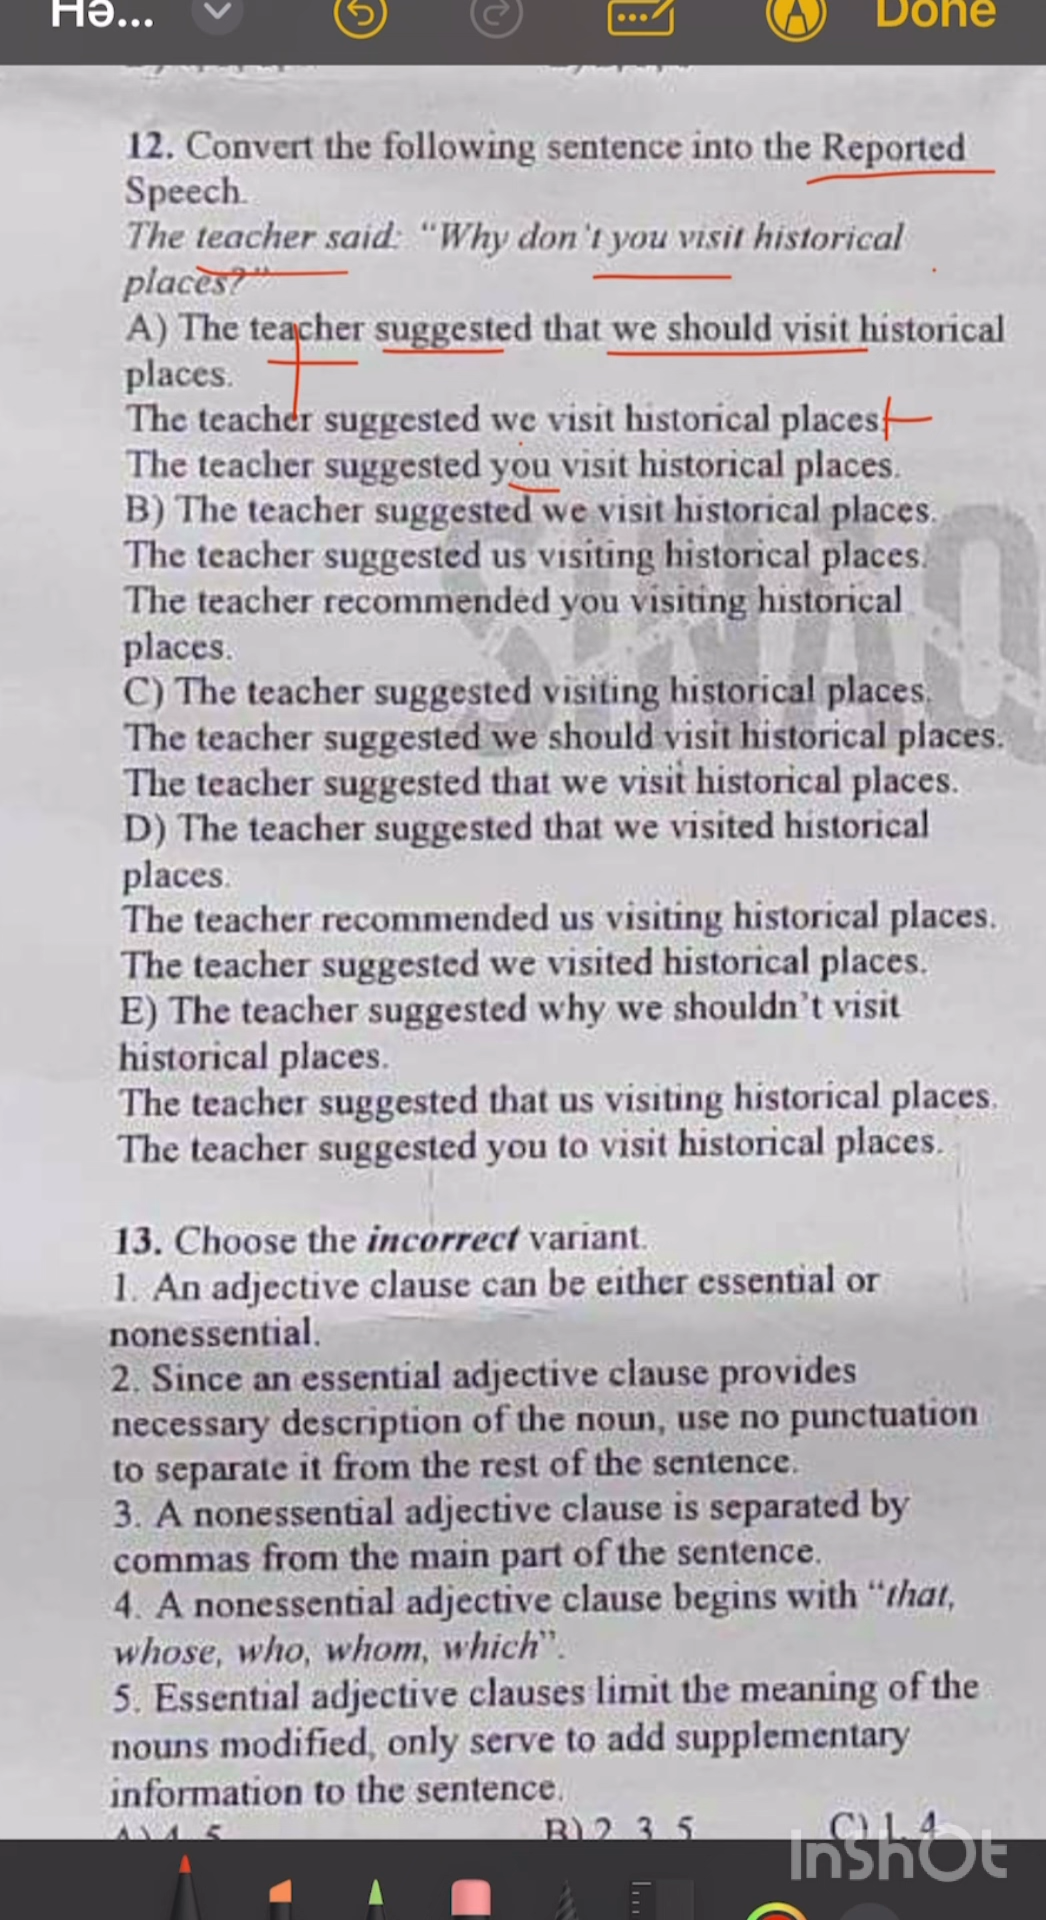 Hə...
Done
12. Convert the following sentence into the Reported
Speech.
The teacher said: “Why don't you visit historical
places?”
A) The teacher suggested that we should visit historical
places.
The teacher suggested we visit historical places.
The teacher suggested you visit historical places.
B) The teacher suggested we visit historical places.
The teacher suggested us visiting historical places.
The teacher recommended you visiting historical
places.
C) The teacher suggested visiting historical places.
The teacher suggested we should visit historical places.
The teacher suggested that we visit historical places.
D) The teacher suggested that we visited historical
places.
The teacher recommended us visiting historical places.
The teacher suggested we visited historical places.
E) The teacher suggested why we shouldn’t visit
historical places.
The teacher suggested that us visiting historical places.
The teacher suggested you to visit historical places.
13. Choose the incorrect variant.
1. An adjective clause can be either essential or
nonessential.
2. Since an essential adjective clause provides
necessary description of the noun, use no punctuation
to separate it from the rest of the sentence.
3. A nonessential adjective clause is separated by
commas from the main part of the sentence.
4. A nonessential adjective clause begins with “that,
whose, who, whom, which”.
5. Essential adjective clauses limit the meaning of the
nouns modified, only serve to add supplementary
information to the sentence.
A) 4, 5 B) 2, 3, 5 C) 1, 4
InShOt